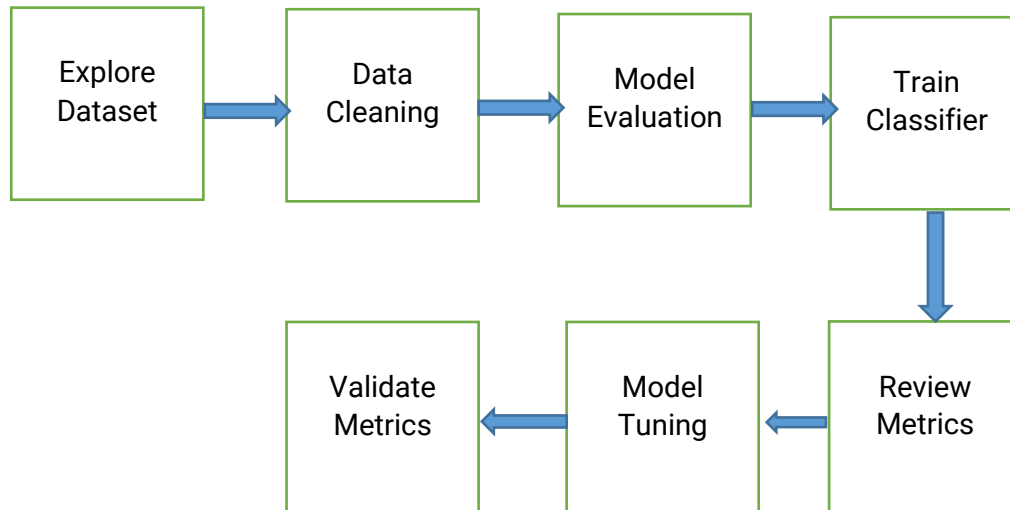 Explore
Dataset
Data
Cleaning
Model
Evaluation
Train
Classifier
Review
Metrics
Model
Tuning
Validate
Metrics